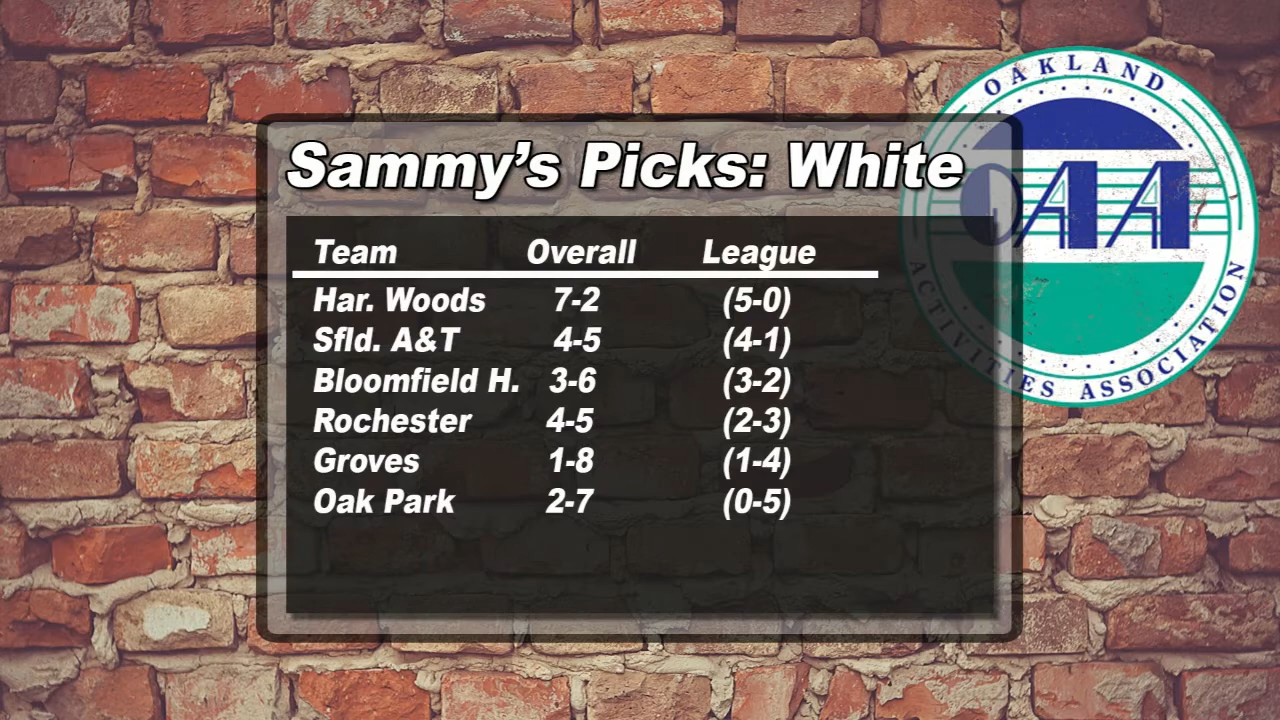 Sammy's Picks: White
Team Overall League
Har. Woods 7-2 (5-0)
Sfld. A&T 4-5 (4-1)
Bloomfield H. 3-6 (3-2)
Rochester 4-5 (2-3)
Groves 1-8 (1-4)
Oak Park 2-7 (0-5)
OAKLAND
OAA
ACTIVITIES ASSOCIATION